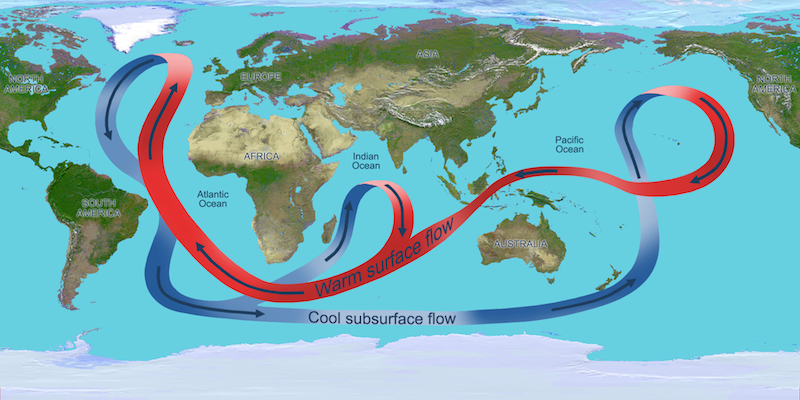 ASIA
NORTH
AMERICA
EUROPE
NORTH
AMERICA
AFRICA
Indian
Ocean
Pacific
Ocean
Atlantic
Ocean
SOUTH
AMERICA
AUSTRALIA
Warm surface flow
Cool subsurface flow